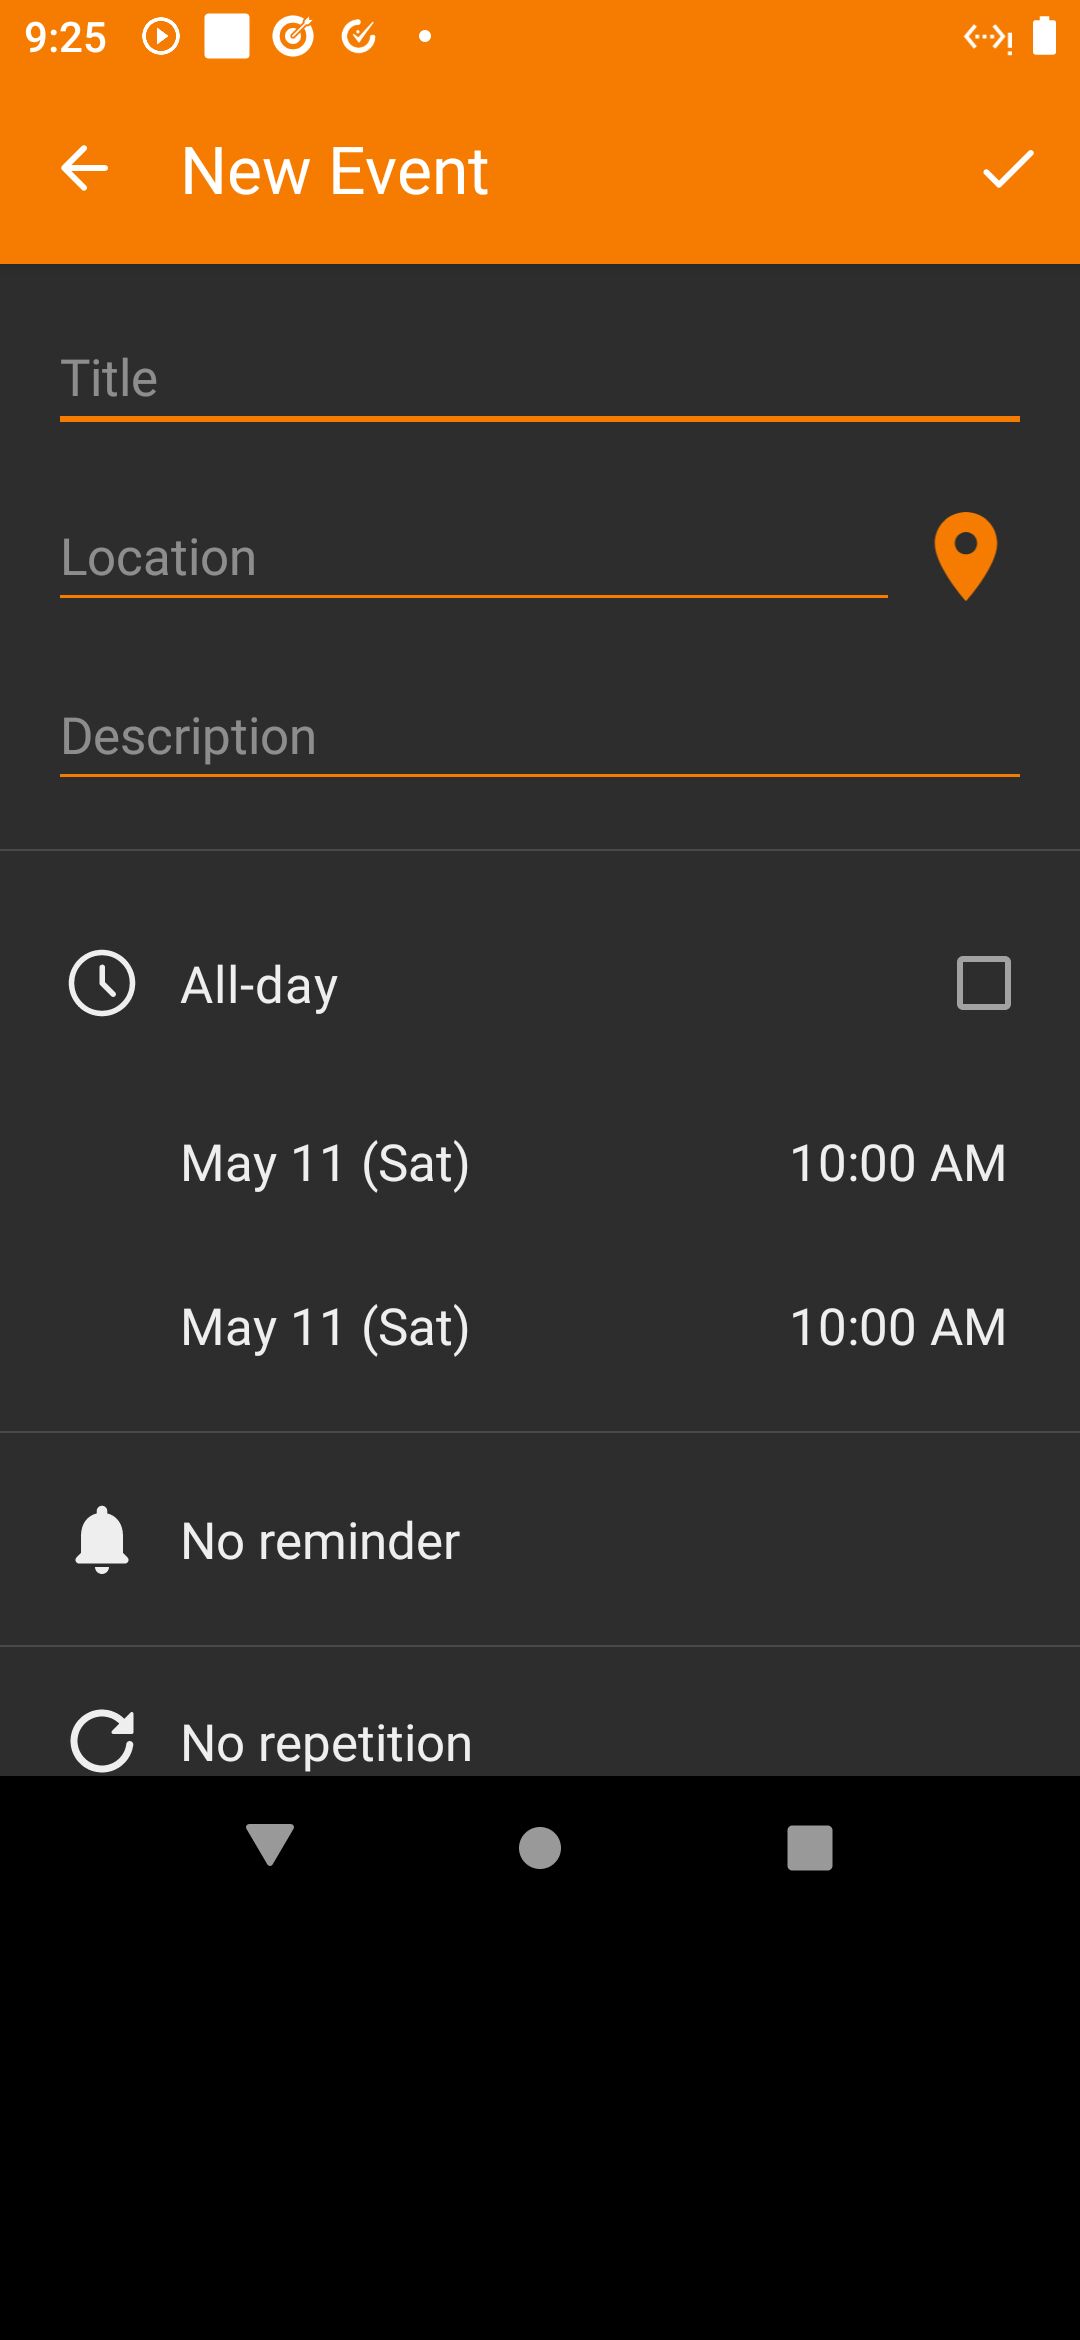 9:25
New Event
Title
Location
Description
All-day
May 11 (Sat) 10:00 AM
May 11 (Sat) 10:00 AM
No reminder
No repetition